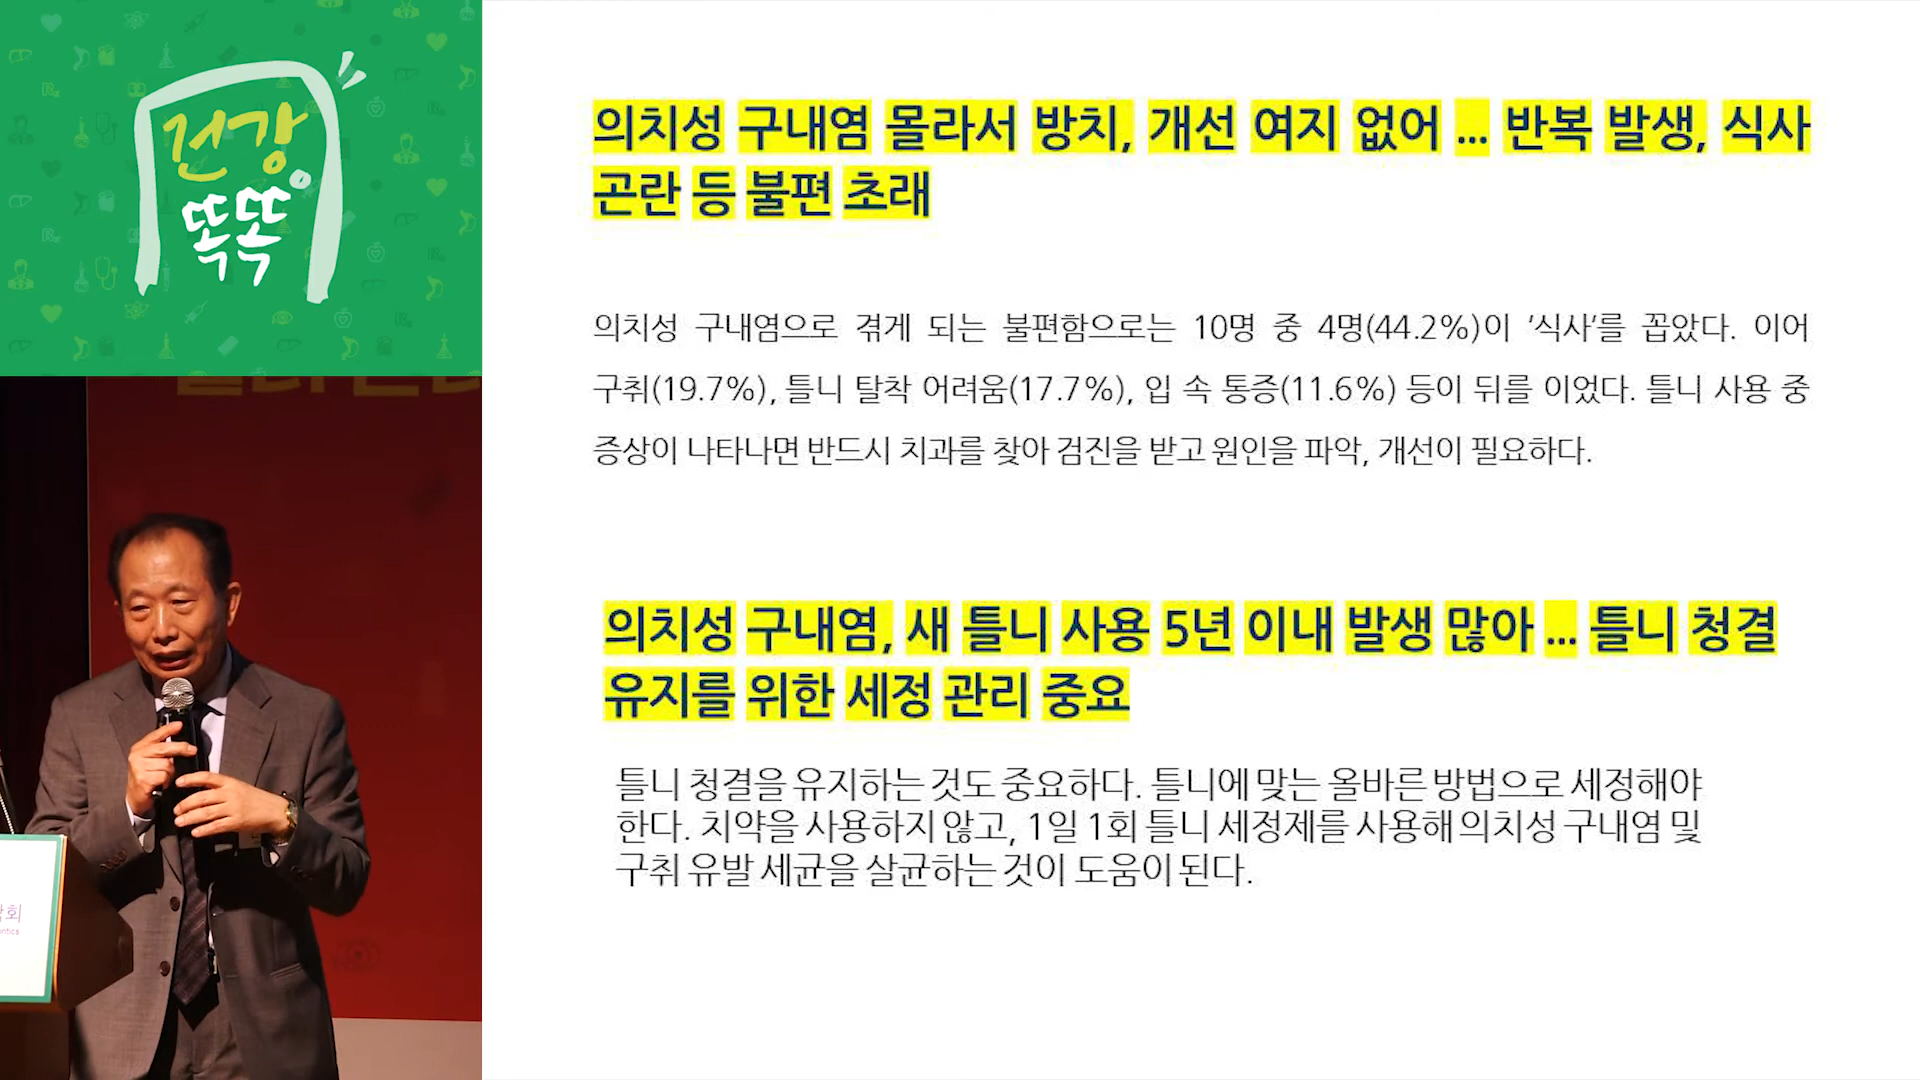 건강
똑똑
의치성 구내염 몰라서 방치, 개선 여지 없어 ... 반복 발생, 식사
곤란 등 불편 초래
의치성 구내염으로 겪게 되는 불편함으로는 10명 중 4명(44.2%)이 '식사'를 꼽았다. 이어
구취(19.7%), 틀니 탈착 어려움(17.7%), 입 속 통증(11.6%) 등이 뒤를 이었다. 틀니 사용 중
증상이 나타나면 반드시 치과를 찾아 검진을 받고 원인을 파악, 개선이 필요하다.
의치성 구내염, 새 틀니 사용 5년 이내 발생 많아 ... 틀니 청결
유지를 위한 세정 관리 중요
틀니 청결을 유지하는 것도 중요하다. 틀니에 맞는 올바른 방법으로 세정해야
한다. 치약을 사용하지 않고, 1일 1회 틀니 세정제를 사용해 의치성 구내염 및
구취 유발 세균을 살균하는 것이 도움이 된다.